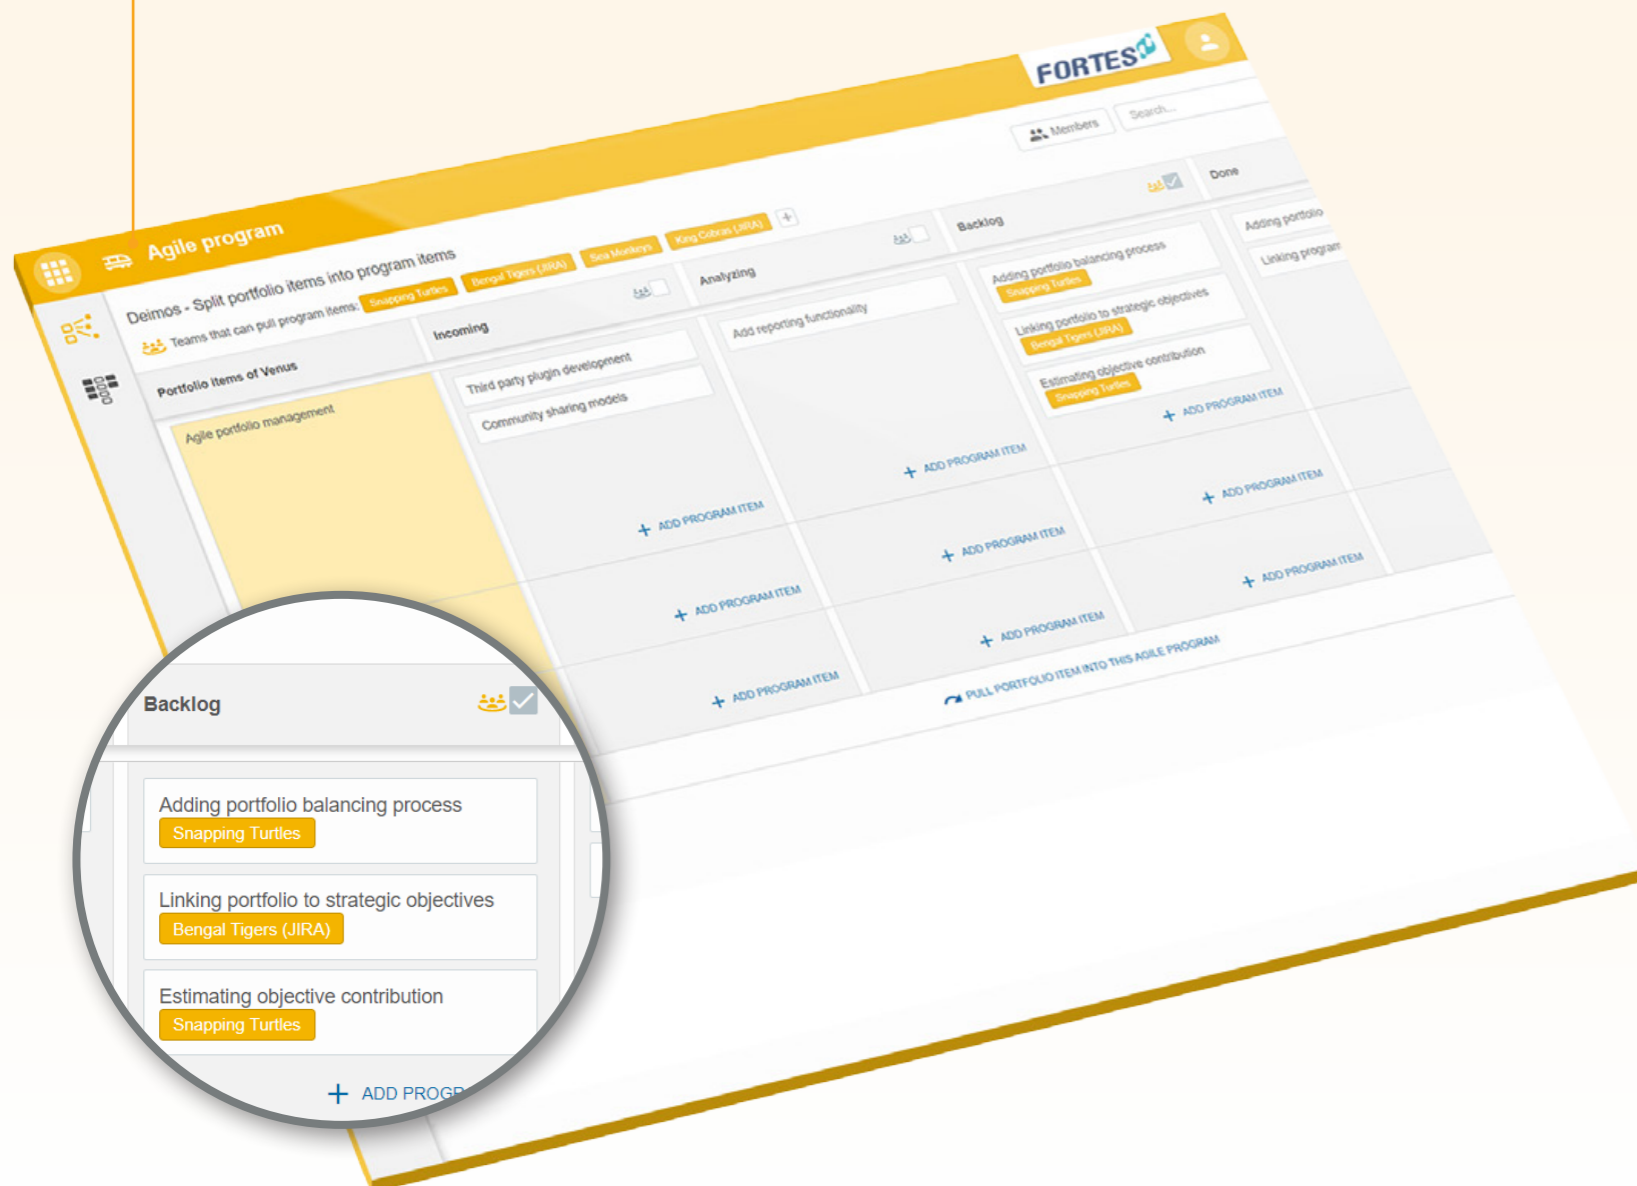 FORTES
Agile program
Members
Search...
Deimos - Split portfolio items into program items
Teams that can pull program items: Snapping Turtles Bengal Tigers (JIRA) Sea Monkeys King Cobras (JIRA) +
Portfolio items of Venus
Incoming
Analyzing
Backlog
Done
Agile portfolio management
Third party plugin development
Community sharing models
+ ADD PROGRAM ITEM
+ ADD PROGRAM ITEM
+ ADD PROGRAM ITEM
Add reporting functionality
+ ADD PROGRAM ITEM
+ ADD PROGRAM ITEM
+ ADD PROGRAM ITEM
Adding portfolio balancing process
Snapping Turtles
Linking portfolio to strategic objectives
Bengal Tigers (JIRA)
Estimating objective contribution
Snapping Turtles
+ ADD PROGRAM ITEM
+ ADD PROGRAM ITEM
+ ADD PROGRAM ITEM
Adding portfolio
Linking program
PULL PORTFOLIO ITEM INTO THIS AGILE PROGRAM
Backlog
Adding portfolio balancing process
Snapping Turtles
Linking portfolio to strategic objectives
Bengal Tigers (JIRA)
Estimating objective contribution
Snapping Turtles
+ ADD PROGR